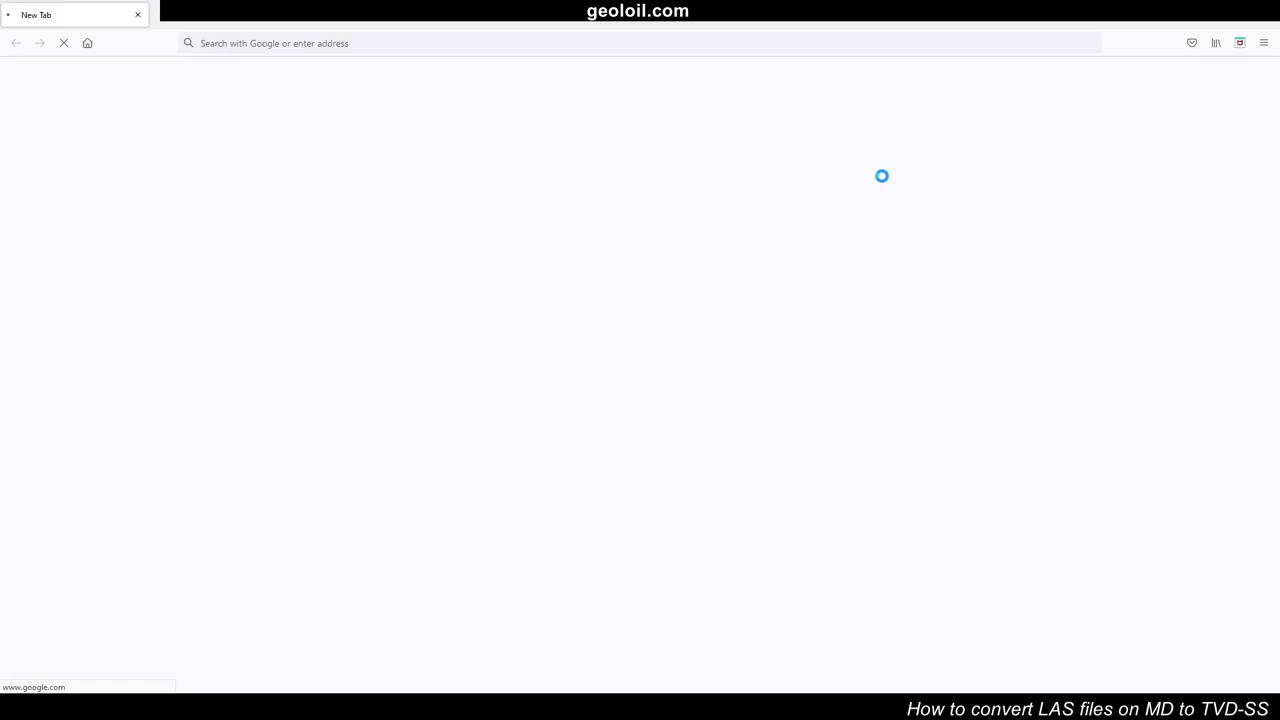 geoloil.com
New Tab
Search with Google or enter address
www.google.com
How to convert LAS files on MD to TVD-SS